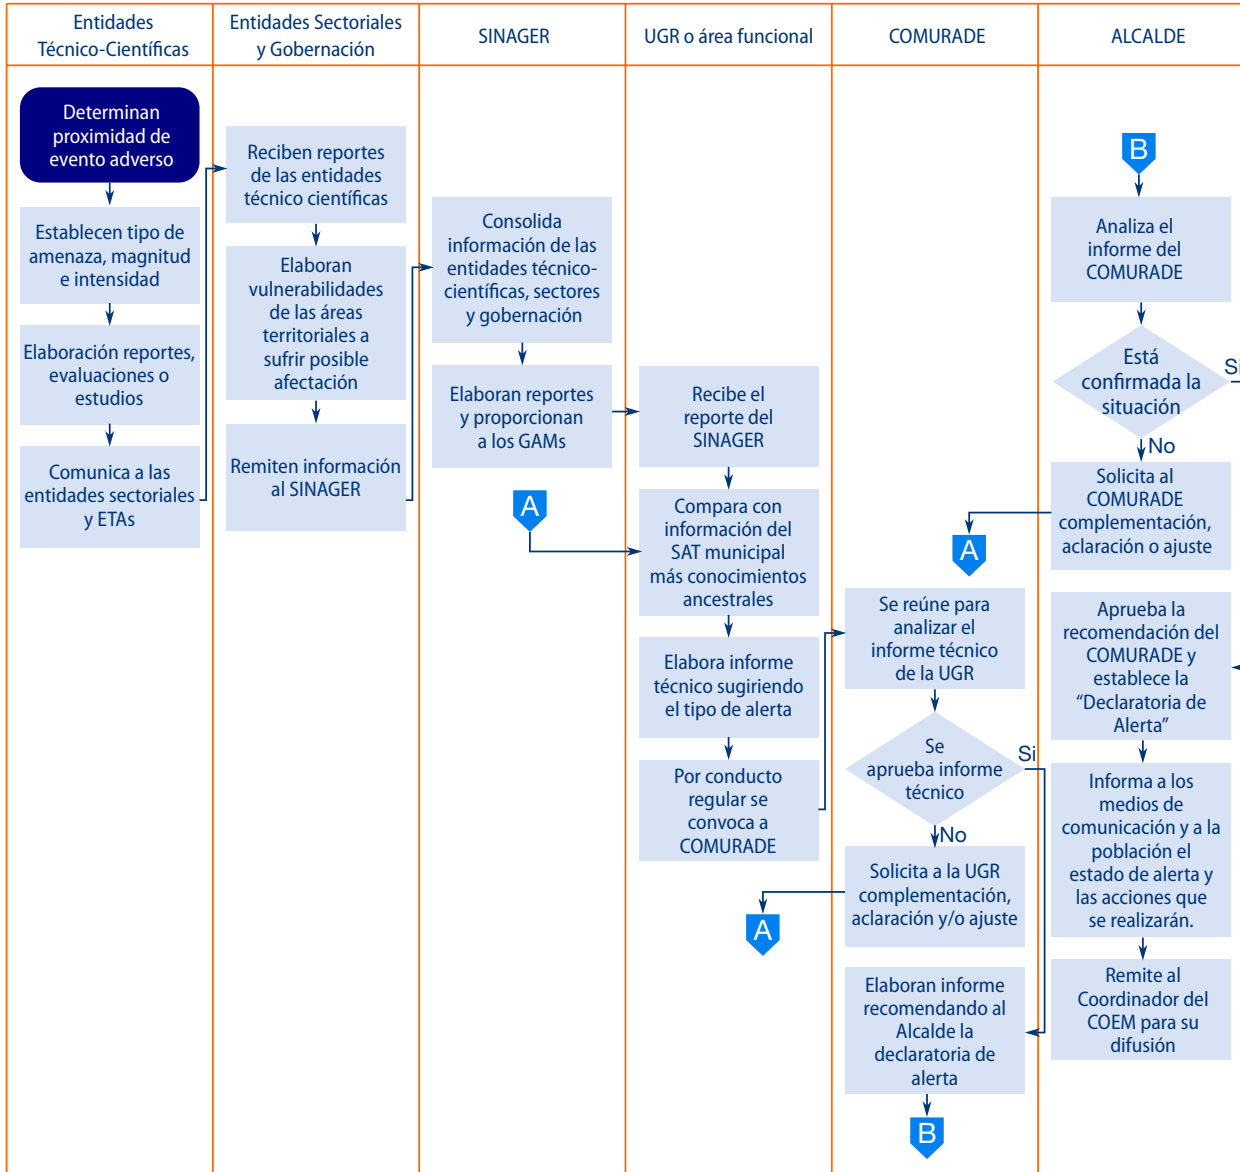 Entidades
Técnico-Científicas
Entidades Sectoriales
y Gobernación
SINAGER
UGR o área funcional
COMURADE
ALCALDE
Determinan
proximidad de
evento adverso
Establecen tipo de
amenaza, magnitud
e intensidad
Elaboración reportes,
evaluaciones o
estudios
Comunica a las
entidades sectoriales
y ETAs
Reciben reportes
de las entidades
técnico científicas
Elaboran
vulnerabilidades
de las áreas
territoriales a
sufrir posible
afectación
Remiten información
al SINAGER
Consolida
información de las
entidades técnico-
científicas, sectores
y gobernación
Elaboran reportes
y proporcionan
a los GAMs
A
Recibe el
reporte del
SINAGER
Compara con
información del
SAT municipal
más conocimientos
ancestrales
Elabora informe
técnico sugiriendo
el tipo de alerta
Por conducto
regular se
convoca a
COMURADE
A
A
Se reúne para
analizar el
informe técnico
de la UGR
Se
aprueba informe
técnico
Si
No
Solicita a la UGR
complementación,
aclaración y/o ajuste
Elaboran informe
recomendando al
Alcalde la
declaratoria de
alerta
B
B
Analiza el
informe del
COMURADE
Está
confirmada la
situación
Si
No
Solicita al
COMURADE
complementación,
aclaración o ajuste
Aprueba la
recomendación del
COMURADE y
establece la
“Declaratoria de
Alerta”
Informa a los
medios de
comunicación y a la
población el
estado de alerta y
las acciones que
se realizarán.
Remite al
Coordinador del
COEM para su
difusión